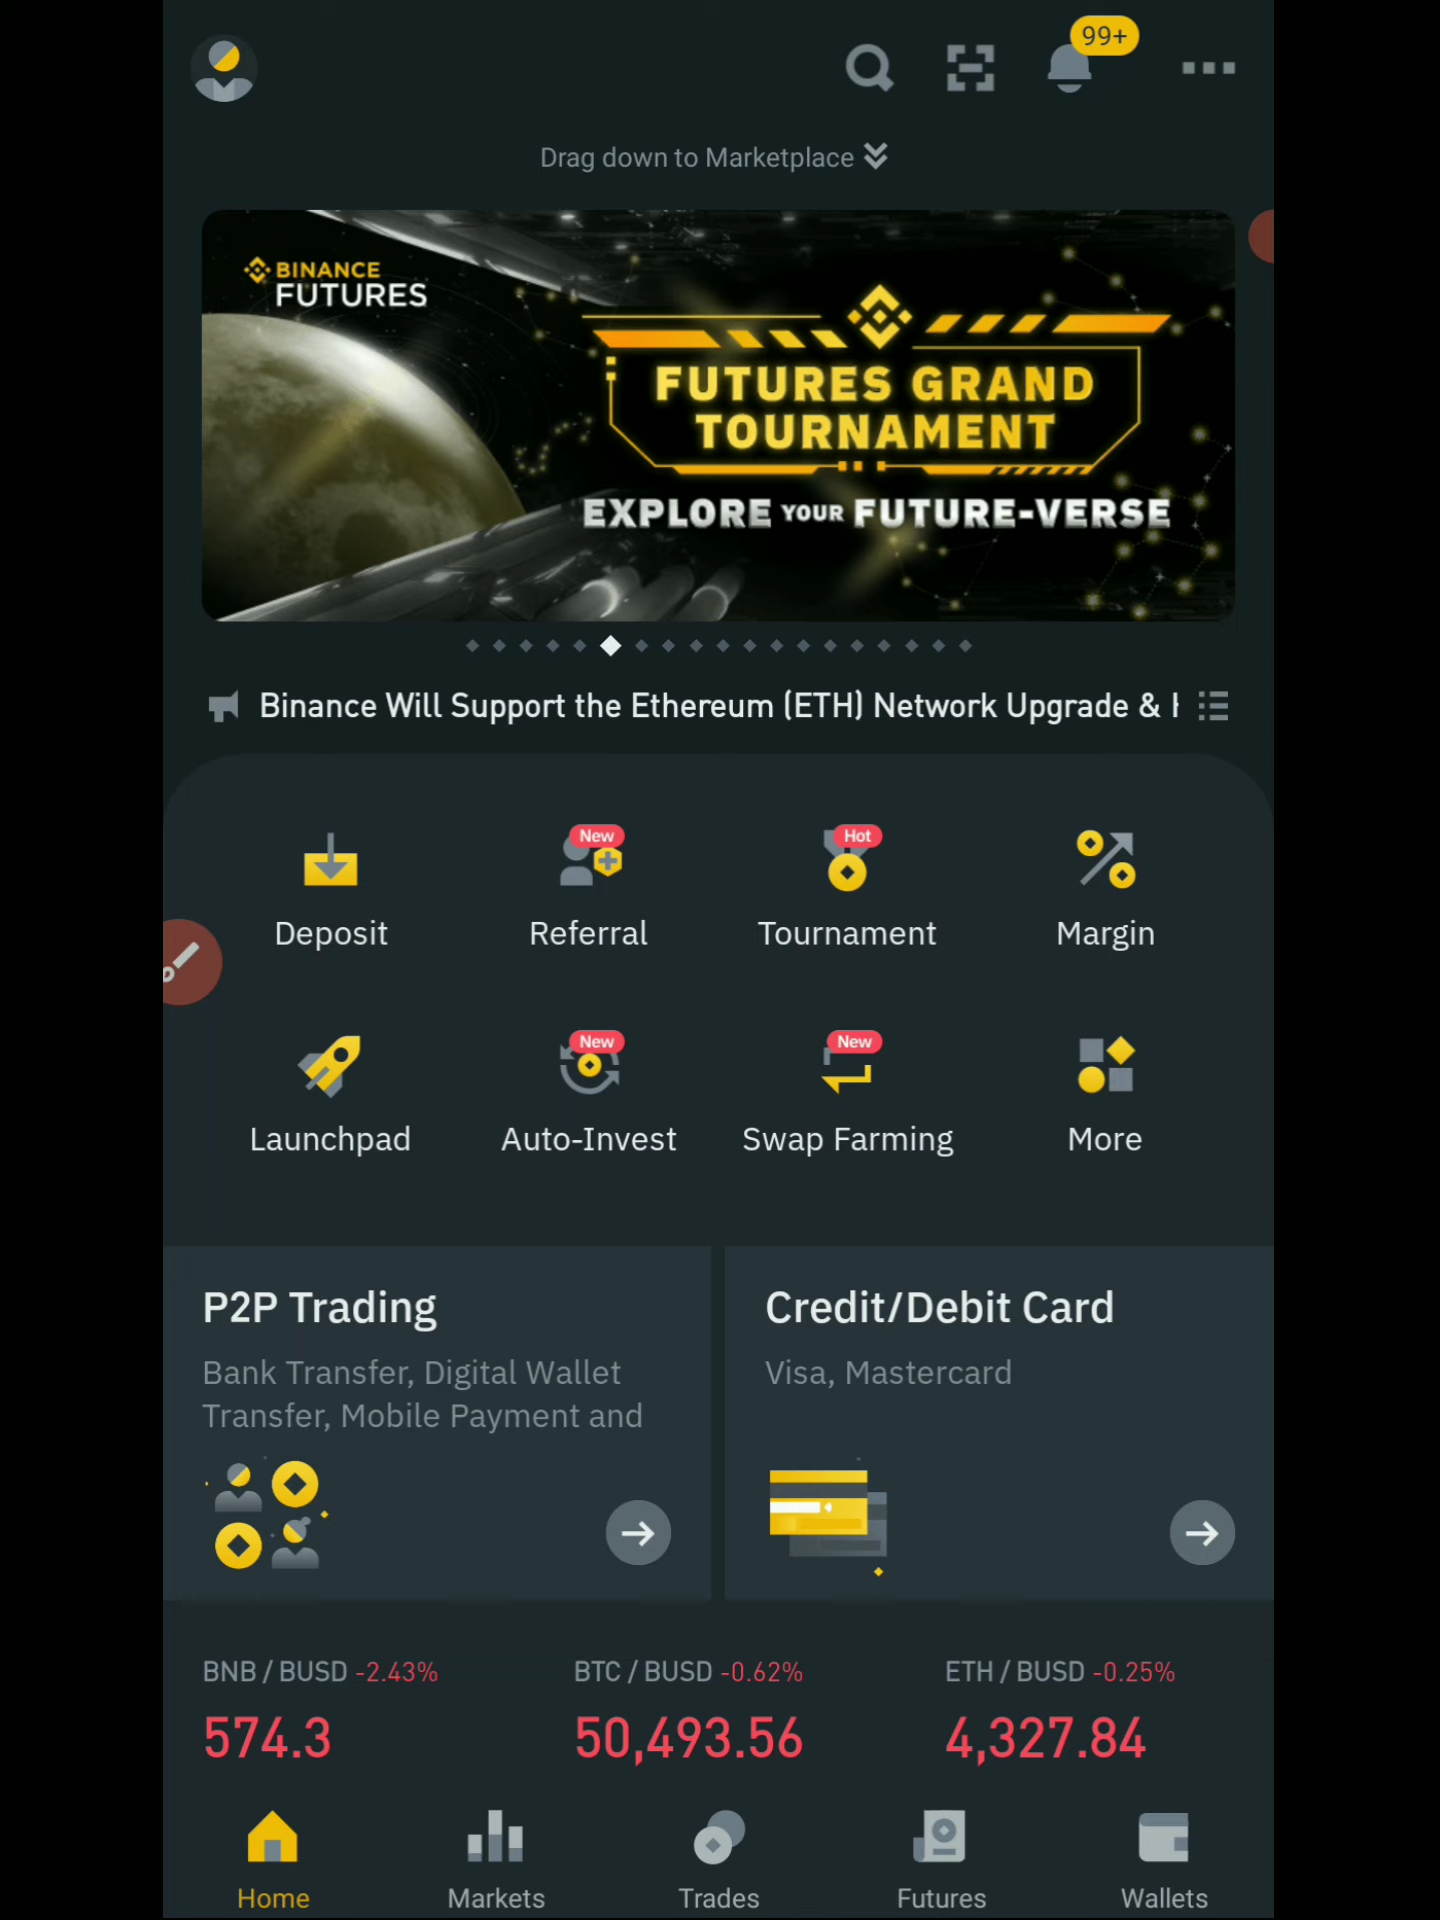 99+
Drag down to Marketplace
BINANCE
FUTURES
FUTURES GRAND
TOURNAMENT
EXPLORE YOUR FUTURE-VERSE
Binance Will Support the Ethereum (ETH) Network Upgrade &
New
Hot
Deposit
Referral
Tournament
Margin
New
New
Launchpad
Auto-Invest
Swap Farming
More
P2P Trading
Bank Transfer, Digital Wallet
Transfer, Mobile Payment and
Credit/Debit Card
Visa, Mastercard
BNB / BUSD -2.43%
574.3
BTC / BUSD -0.62%
50,493.56
ETH / BUSD -0.25%
4,327.84
Home
Markets
Trades
Futures
Wallets